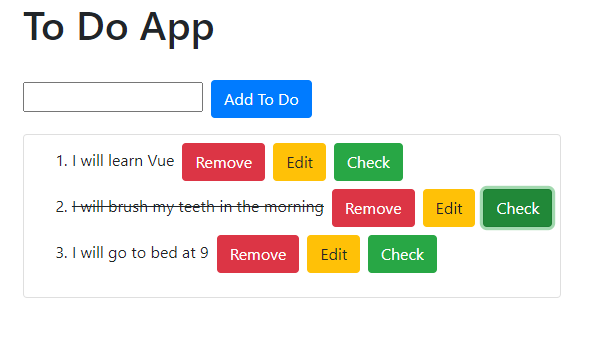 To Do App
Add To Do
1. I will learn Vue Remove Edit Check
2. I will brush my teeth in the morning Remove Edit Check
3. I will go to bed at 9 Remove Edit Check